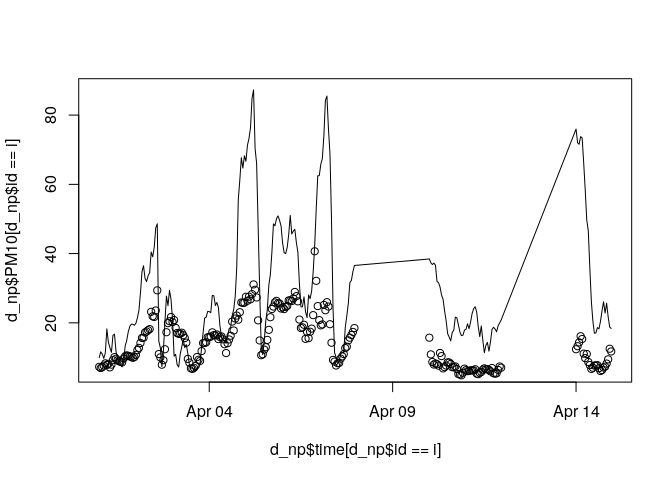 d_np$PM10[d_np$id == i]
80
60
40
20
Apr 04 Apr 09 Apr 14
d_np$time[d_np$id == i]